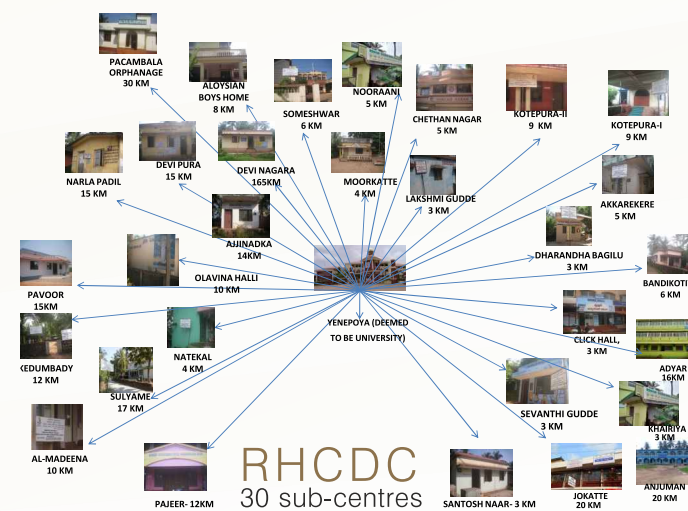 PACAMBALA
ORPHANAGE
30 KM
ALOYSIAN
BOYS HOME
8 KM
SOMESHWAR
6 KM
NOORAANI
5 KM
CHETHAN NAGAR
5 KM
KOTEPURA-II
9 KM
KOTEPURA-I
9 KM
NARLA PADIL
15 KM
DEVI PURA
15 KM
DEVI NAGARA
165KM
MOORKATTE
4 KM
LAKSHMI GUDDE
3 KM
AKKAREKERE
5 KM
AJJINADKA
14KM
DHARANDHA BAGILU
3 KM
PAVOOR
15KM
OLAVINA HALLI
10 KM
BANDIKOTI
6 KM
YENEPOYA (DEEMED
TO BE UNIVERSITY)
KEDUMBADY
12 KM
NATEKAL
4 KM
CLICK HALL,
3 KM
ADYAR
16KM
SULYAME
17 KM
SEVANTHI GUDDE
3 KM
KHAIRIYA
3 KM
AL-MADEENA
10 KM
PAJEER- 12KM
RHCDC
30 sub-centres
SANTOSH NAAR- 3 KM
JOKATTE
20 KM
ANJUMAN
20 KM